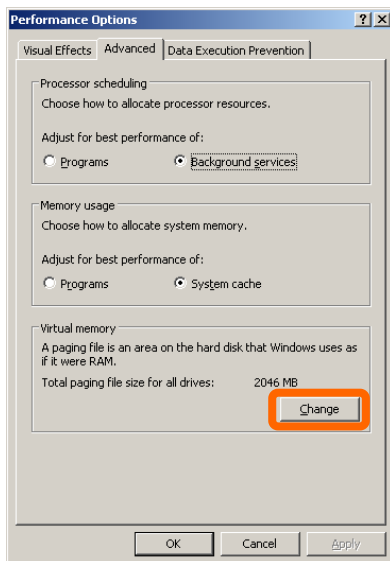 Performance Options
Visual Effects Advanced Data Execution Prevention
Processor scheduling
Choose how to allocate processor resources.
Adjust for best performance of:
Programs Background services
Memory usage
Choose how to allocate system memory.
Adjust for best performance of:
Programs System cache
Virtual memory
A paging file is an area on the hard disk that Windows uses as
if it were RAM.
Total paging file size for all drives: 2046 MB
Change
OK Cancel Apply